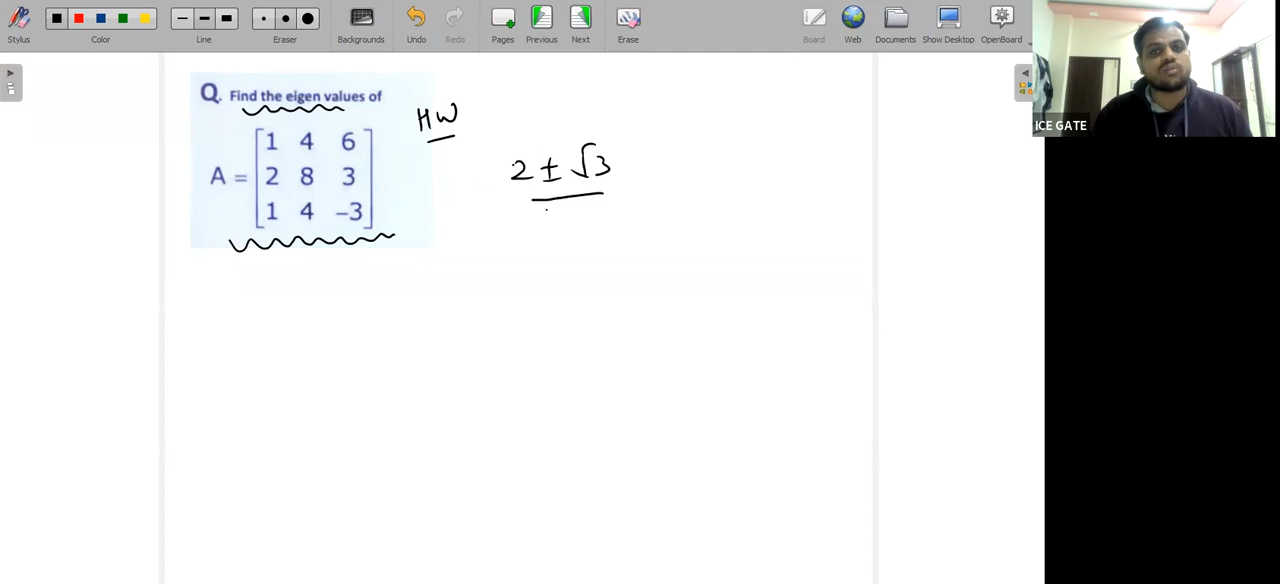 Stylus
Color
Line
Eraser
Backgrounds
Undo
Redo
Pages
Previous
Next
Erase
Board
Web
Documents
Show Desktop
OpenBoard
ICE GATE
Q. Find the eigen values of
HW
A = [1 4 6
2 8 3
1 4 -3]
2 ± √3